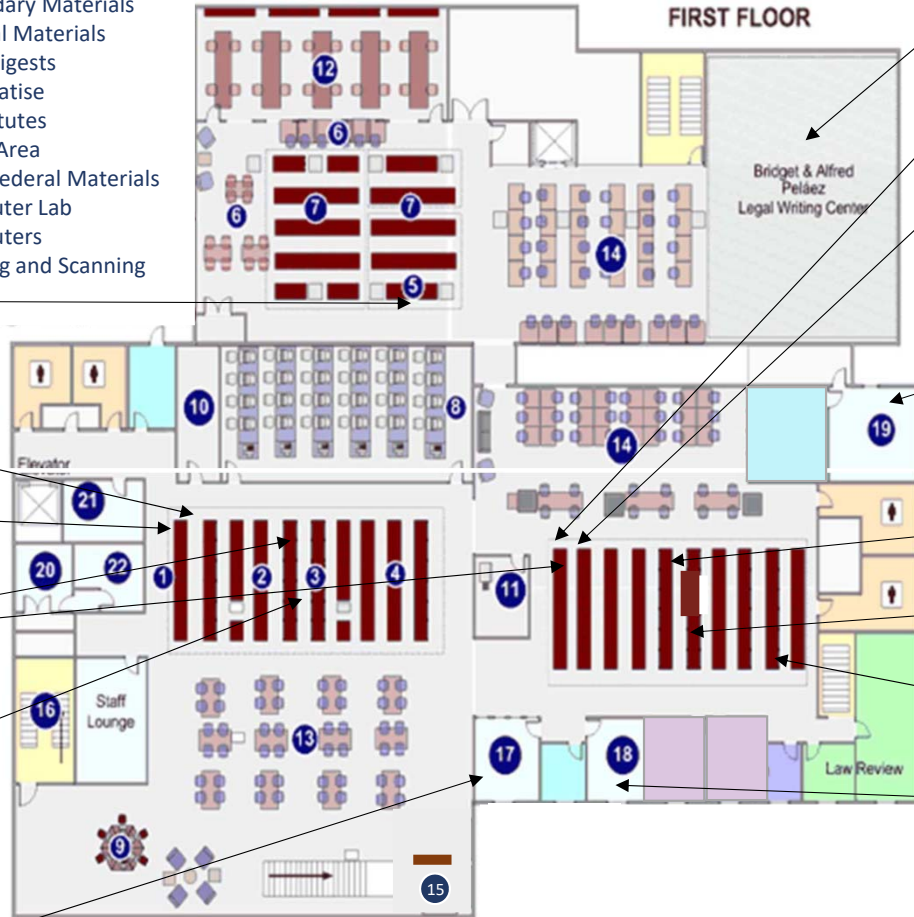 dary Materials
al Materials
igests
atise
tutes
Area
Federal Materials
uter Lab
uters
g and Scanning
FIRST FLOOR
12
6
6
7
7
5
14
Bridget & Alfred
Peláez
Legal Writing Center
10
8
14
19
Elevator
21
20
22
1
2
3
4
11
16
Staff
Lounge
13
17
18
Law Review
9
15